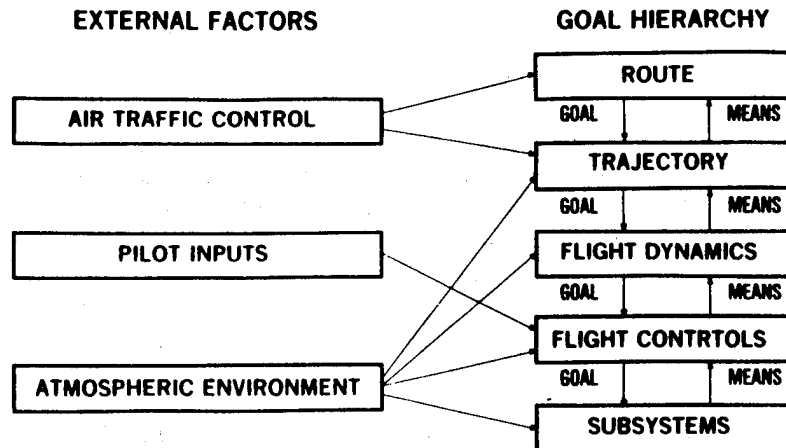 EXTERNAL FACTORS
GOAL HIERARCHY
ROUTE
GOAL MEANS
AIR TRAFFIC CONTROL
TRAJECTORY
GOAL MEANS
PILOT INPUTS
FLIGHT DYNAMICS
GOAL MEANS
FLIGHT CONTRTOLS
GOAL MEANS
ATMOSPHERIC ENVIRONMENT
SUBSYSTEMS